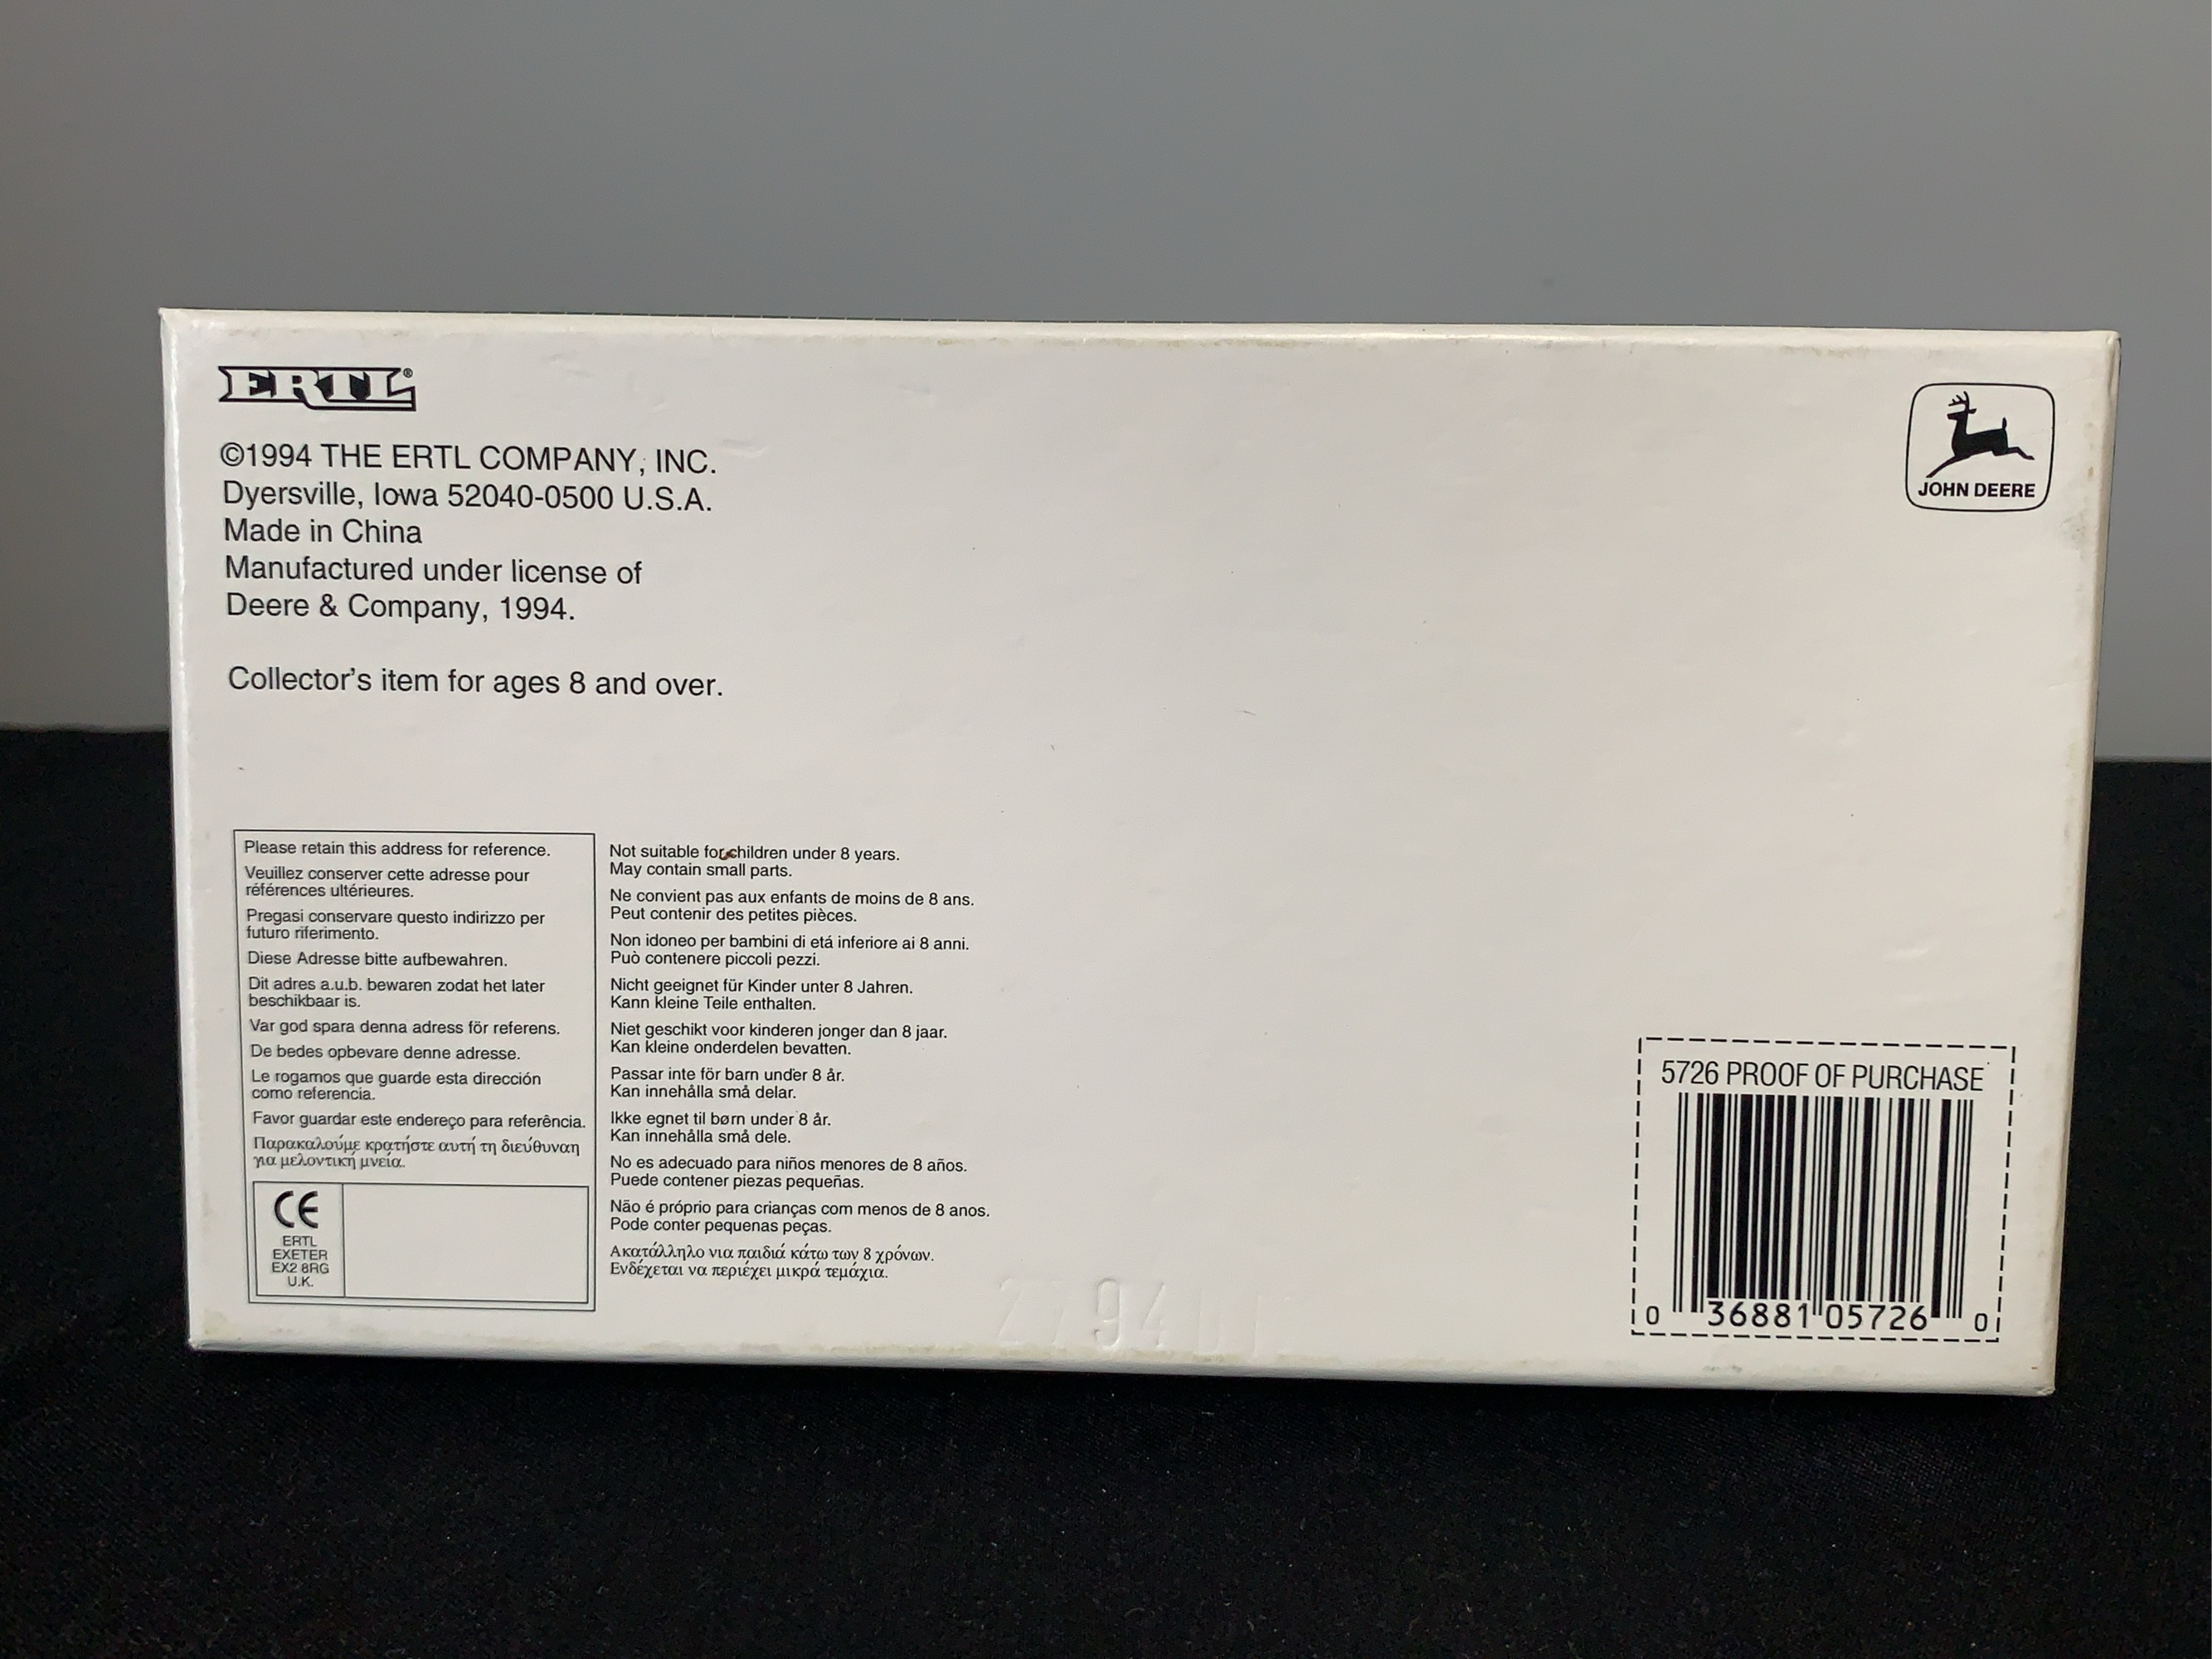 ERTL®
©1994 THE ERTL COMPANY, INC.
Dyersville, Iowa 52040-0500 U.S.A.
Made in China
Manufactured under license of
Deere & Company, 1994.
Collector's item for ages 8 and over.
JOHN DEERE
Please retain this address for reference.
Veuillez conserver cette adresse pour
références ultérieures.
Pregasi conservare questo indirizzo per
futuro riferimento.
Diese Adresse bitte aufbewahren.
Dit adres a.u.b. bewaren zodat het later
beschikbaar is.
Var god spara denna adress för referens.
De bedes opbevare denne adresse.
Le rogamos que guarde esta dirección
como referencia.
Favor guardar este endereço para referência.
Παρακαλούμε κρατήστε αυτή τη διεύθυναη
για μελοντική μνεία.
CE
ERTL
EXETER
EX2 8RG
U.K.
Not suitable for children under 8 years.
May contain small parts.
Ne convient pas aux enfants de moins de 8 ans.
Peut contenir des petites pièces.
Non idoneo per bambini di etá inferiore ai 8 anni.
Può contenere piccoli pezzi.
Nicht geeignet für Kinder unter 8 Jahren.
Kann kleine Teile enthalten.
Niet geschikt voor kinderen jonger dan 8 jaar.
Kan kleine onderdelen bevatten.
Passar inte för barn under 8 år.
Kan innehålla små delar.
Ikke egnet til børn under 8 år.
Kan innehålla små dele.
No es adecuado para niños menores de 8 años.
Puede contener piezas pequeñas.
Não é próprio para crianças com menos de 8 anos.
Pode conter pequenas peças.
Ακατάλληλο νια παιδιά κάτω των 8 χρόνων.
Ενδέχεται να περιέχει μικρά τεμάχια.
5726 PROOF OF PURCHASE
0 36881 05726 0